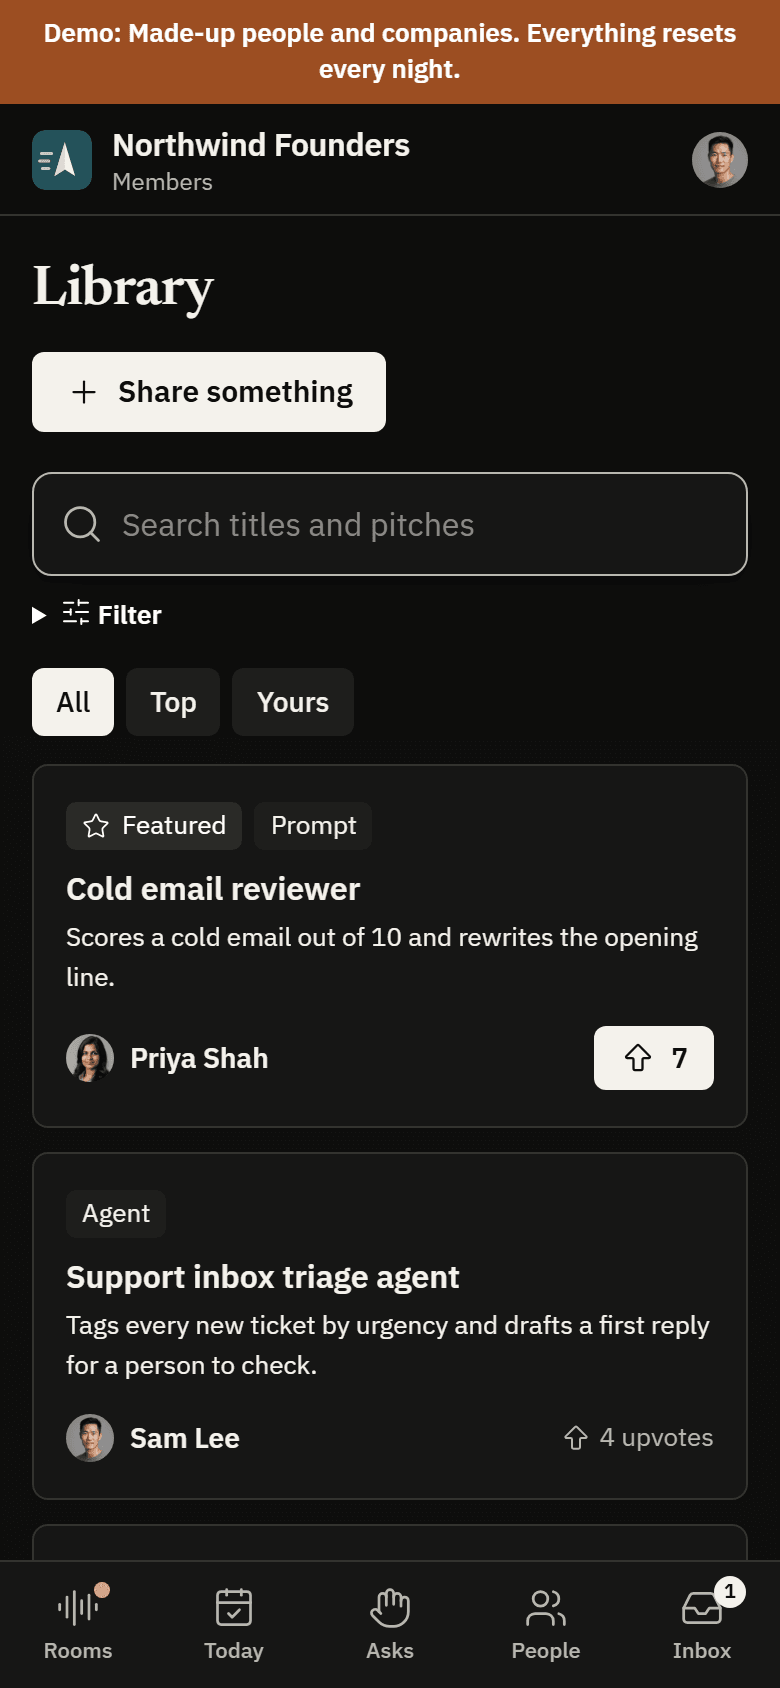 Demo: Made-up people and companies. Everything resets
every night.
Northwind Founders
Members
Library
Share something
Search titles and pitches
Filter
All
Top
Yours
Featured
Prompt
Cold email reviewer
Scores a cold email out of 10 and rewrites the opening
line.
Priya Shah
7
Agent
Support inbox triage agent
Tags every new ticket by urgency and drafts a first reply
for a person to check.
Sam Lee
4 upvotes
1
Rooms
Today
Asks
People
Inbox